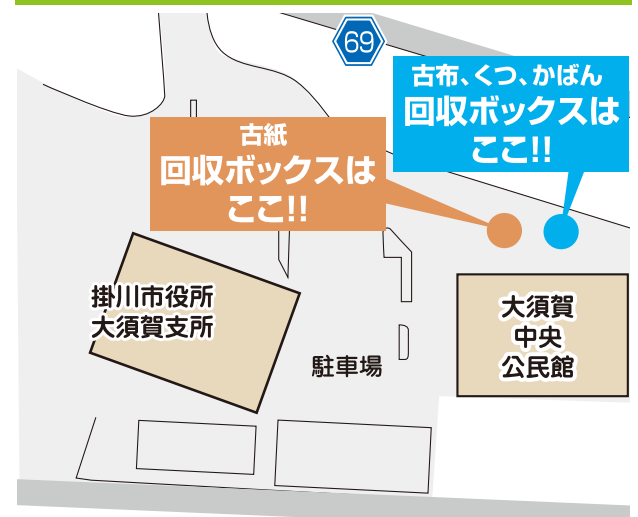 69
古布、くつ、かばん
回収ボックスは
ここ!!
古紙
回収ボックスは
ここ!!
掛川市役所
大須賀支所
大須賀
中央
公民館
駐車場